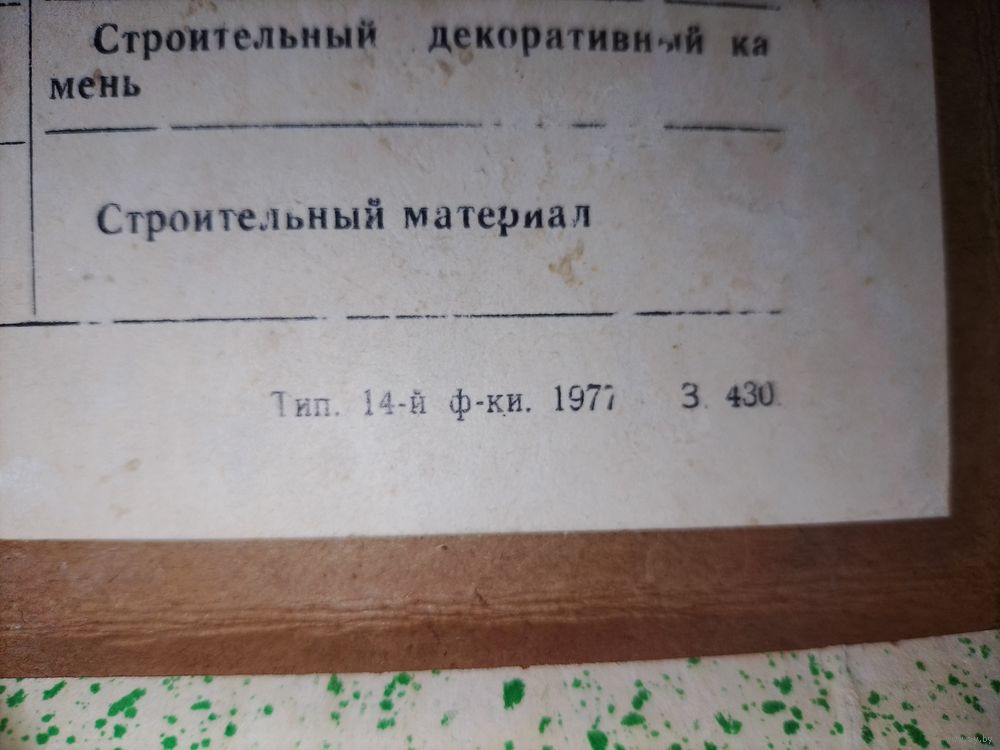 Строительный декоративный ка
мень
Строительный материал
Тип. 14-й ф-ки. 1977 З. 430.